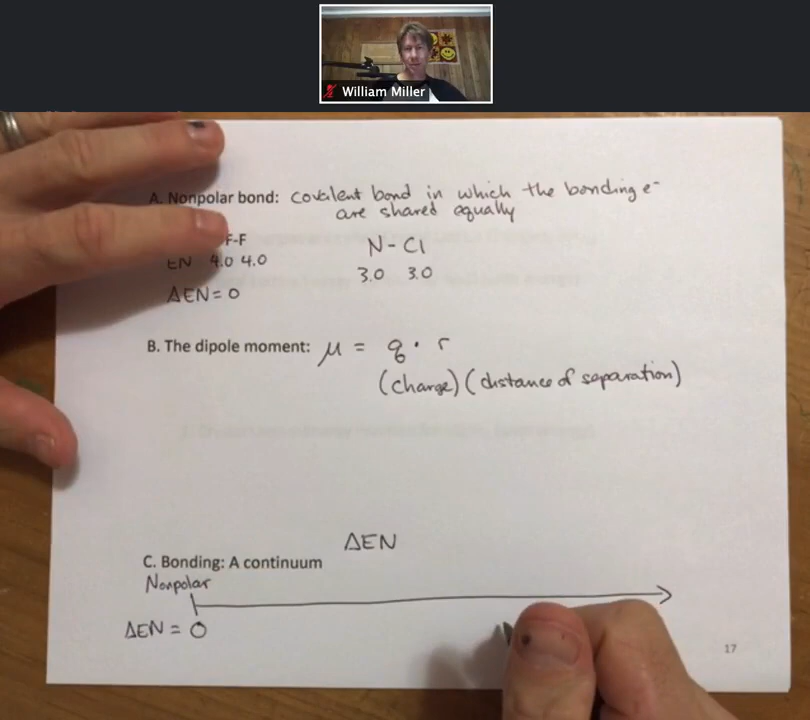 William Miller
A. Nonpolar bond: covalent bond in which the bonding e⁻
are shared equally
F-F
EN 4.0 4.0
ΔEN = 0
N-Cl
3.0 3.0
B. The dipole moment: μ = q · r
(charge) (distance of separation)
ΔEN
C. Bonding: A continuum
Nonpolar
ΔEN = 0
17